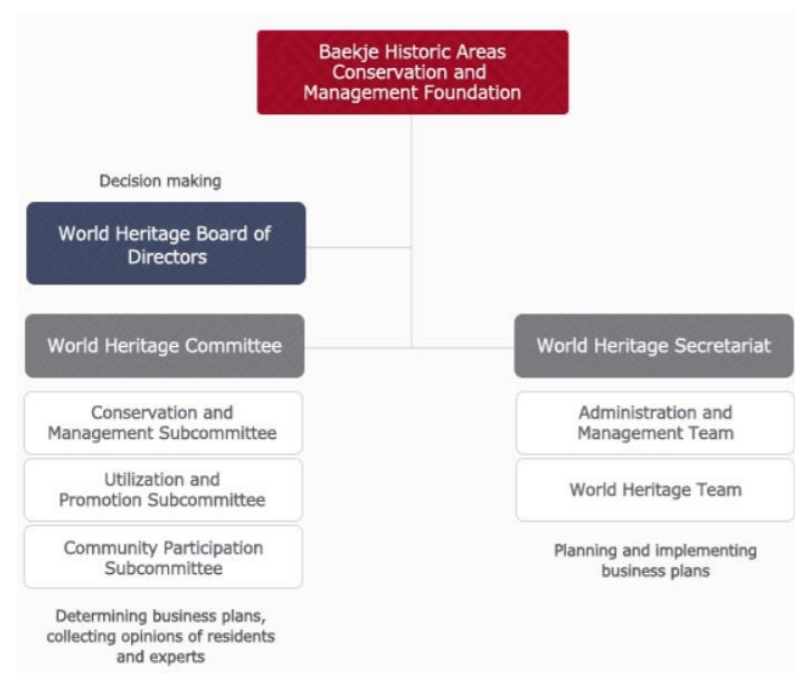 Baekje Historic Areas
Conservation and
Management Foundation
Decision making
World Heritage Board of
Directors
World Heritage Committee
World Heritage Secretariat
Conservation and
Management Subcommittee
Utilization and
Promotion Subcommittee
Community Participation
Subcommittee
Determining business plans,
collecting opinions of residents
and experts
Administration and
Management Team
World Heritage Team
Planning and implementing
business plans